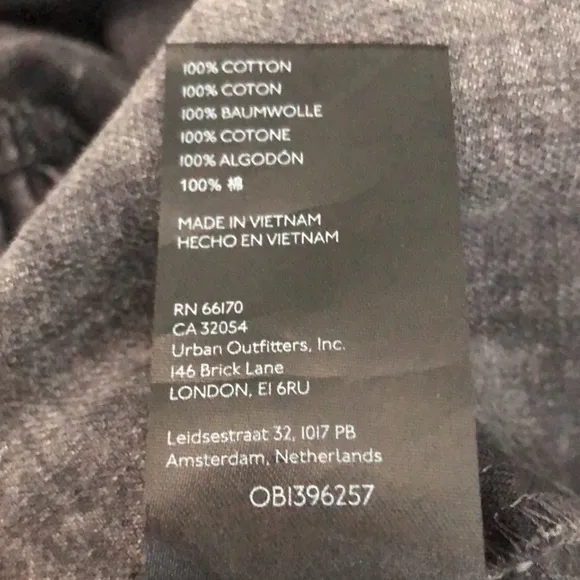 100% COTTON
100% COTON
100% BAUMWOLLE
100% COTONE
100% ALGODÓN
100% 棉
MADE IN VIETNAM
HECHO EN VIETNAM
RN 66170
CA 32054
Urban Outfitters, Inc.
146 Brick Lane
LONDON, E1 6RU
Leidsestraat 32, 1017 PB
Amsterdam, Netherlands
OB1396257